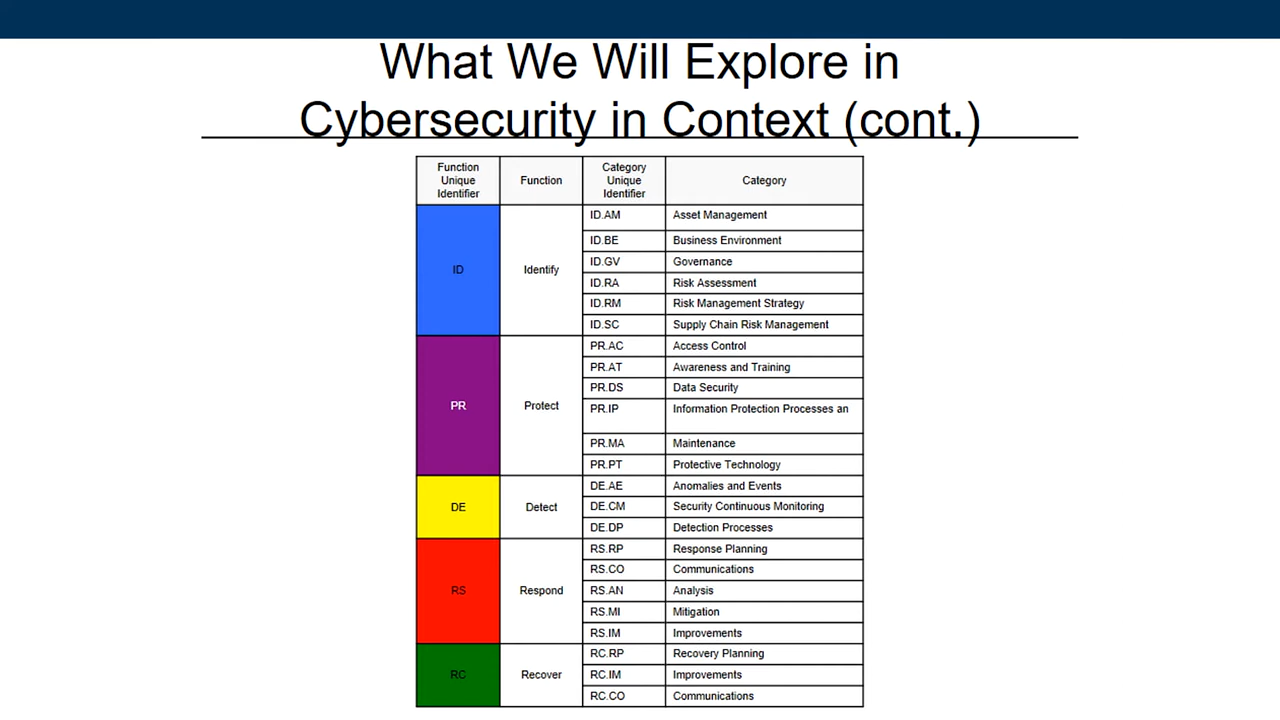 What We Will Explore in
Cybersecurity in Context (cont.)
Function Unique Identifier Function Category Unique Identifier Category
ID Identify
ID.AM Asset Management
ID.BE Business Environment
ID.GV Governance
ID.RA Risk Assessment
ID.RM Risk Management Strategy
ID.SC Supply Chain Risk Management
PR Protect
PR.AC Access Control
PR.AT Awareness and Training
PR.DS Data Security
PR.IP Information Protection Processes an
PR.MA Maintenance
PR.PT Protective Technology
DE Detect
DE.AE Anomalies and Events
DE.CM Security Continuous Monitoring
DE.DP Detection Processes
RS Respond
RS.RP Response Planning
RS.CO Communications
RS.AN Analysis
RS.MI Mitigation
RS.IM Improvements
RC Recover
RC.RP Recovery Planning
RC.IM Improvements
RC.CO Communications